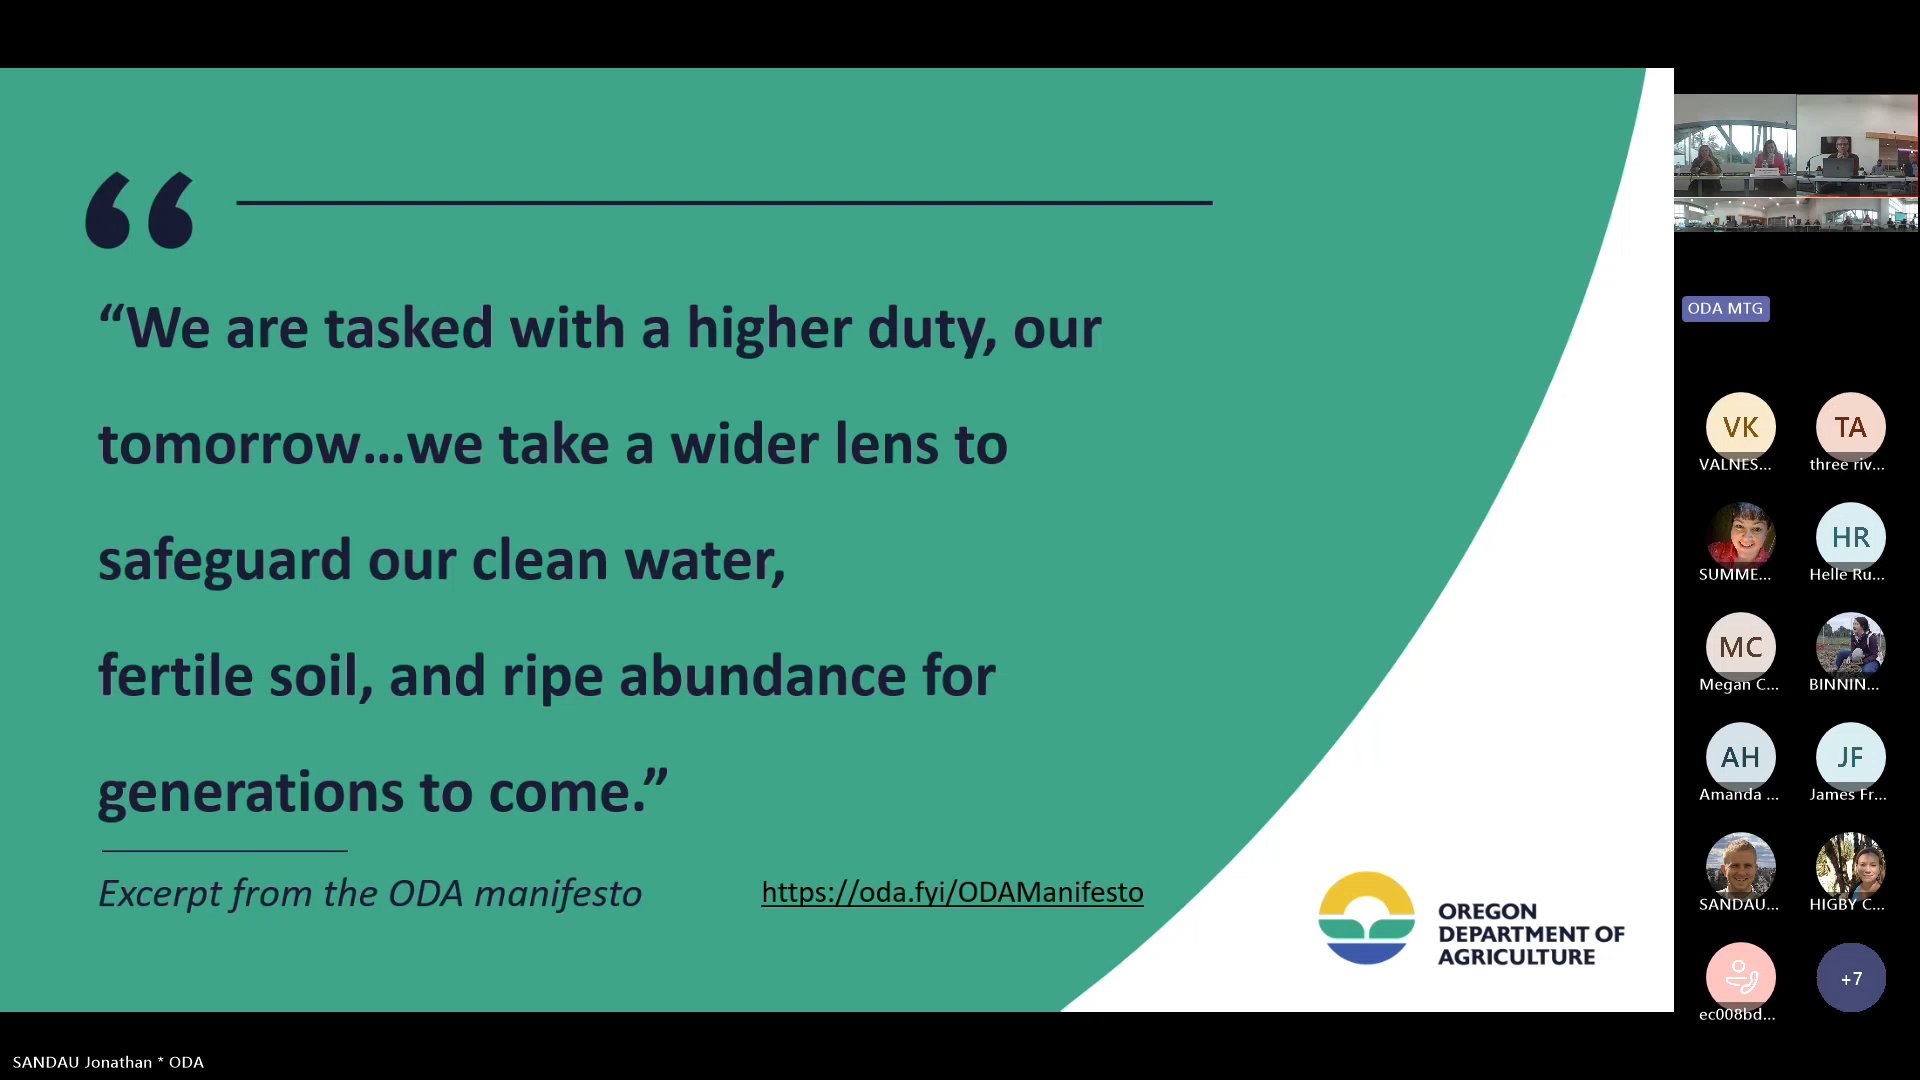 “We are tasked with a higher duty, our
tomorrow...we take a wider lens to
safeguard our clean water,
fertile soil, and ripe abundance for
generations to come.”
Excerpt from the ODA manifesto
https://oda.fyi/ODAManifesto
OREGON
DEPARTMENT OF
AGRICULTURE
ODA MTG
VK
VALNES...
TA
three riv...
SUMME...
HR
Helle Ru...
MC
Megan C...
BINNIN...
AH
Amanda ...
JF
James Fr...
SANDAU...
HIGBY C...
ec008bd...
+7
SANDAU Jonathan * ODA